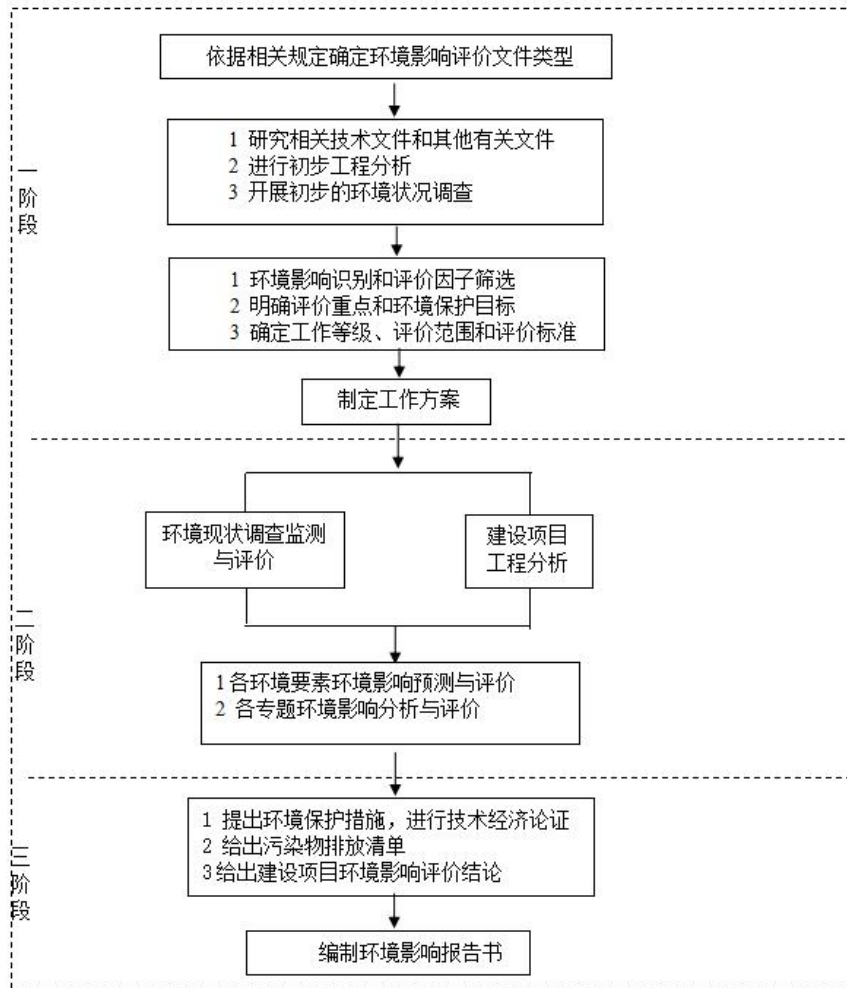 依据相关规定确定环境影响评价文件类型
一
阶
段
1 研究相关技术文件和其他有关文件
2 进行初步工程分析
3 开展初步的环境状况调查
1 环境影响识别和评价因子筛选
2 明确评价重点和环境保护目标
3 确定工作等级、评价范围和评价标准
制定工作方案
二
阶
段
环境现状调查监测
与评价
建设项目
工程分析
1各环境要素环境影响预测与评价
2 各专题环境影响分析与评价
三
阶
段
1 提出环境保护措施，进行技术经济论证
2 给出污染物排放清单
3给出建设项目环境影响评价结论
编制环境影响报告书